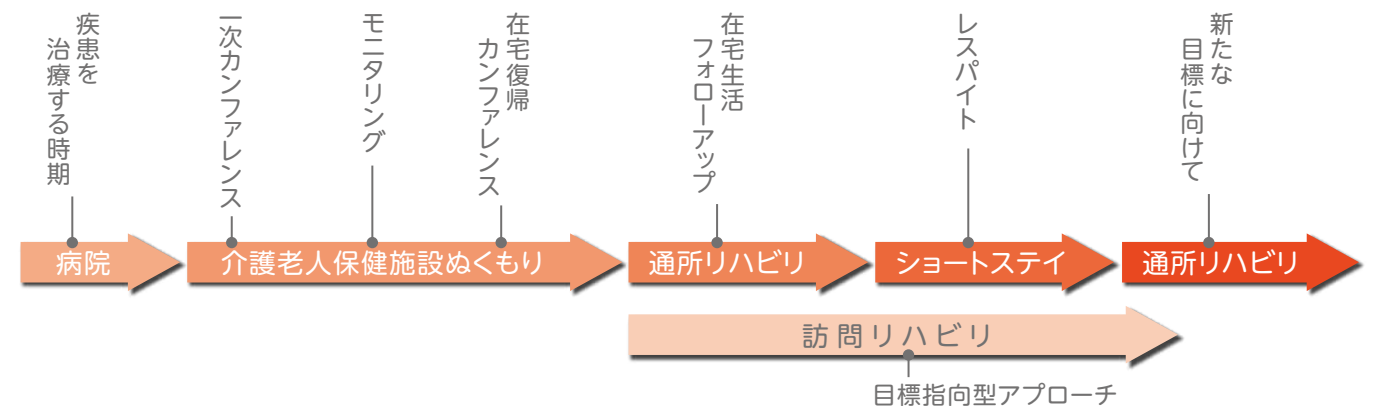 疾患を
治療する時期
一次カンファレンス
モニタリング
在宅復帰
カンファレンス
在宅生活
フォローアップ
レスパイト
新たな
目標に向けて
病院
介護老人保健施設ぬくもり
通所リハビリ
ショートステイ
通所リハビリ
訪問リハビリ
目標指向型アプローチ